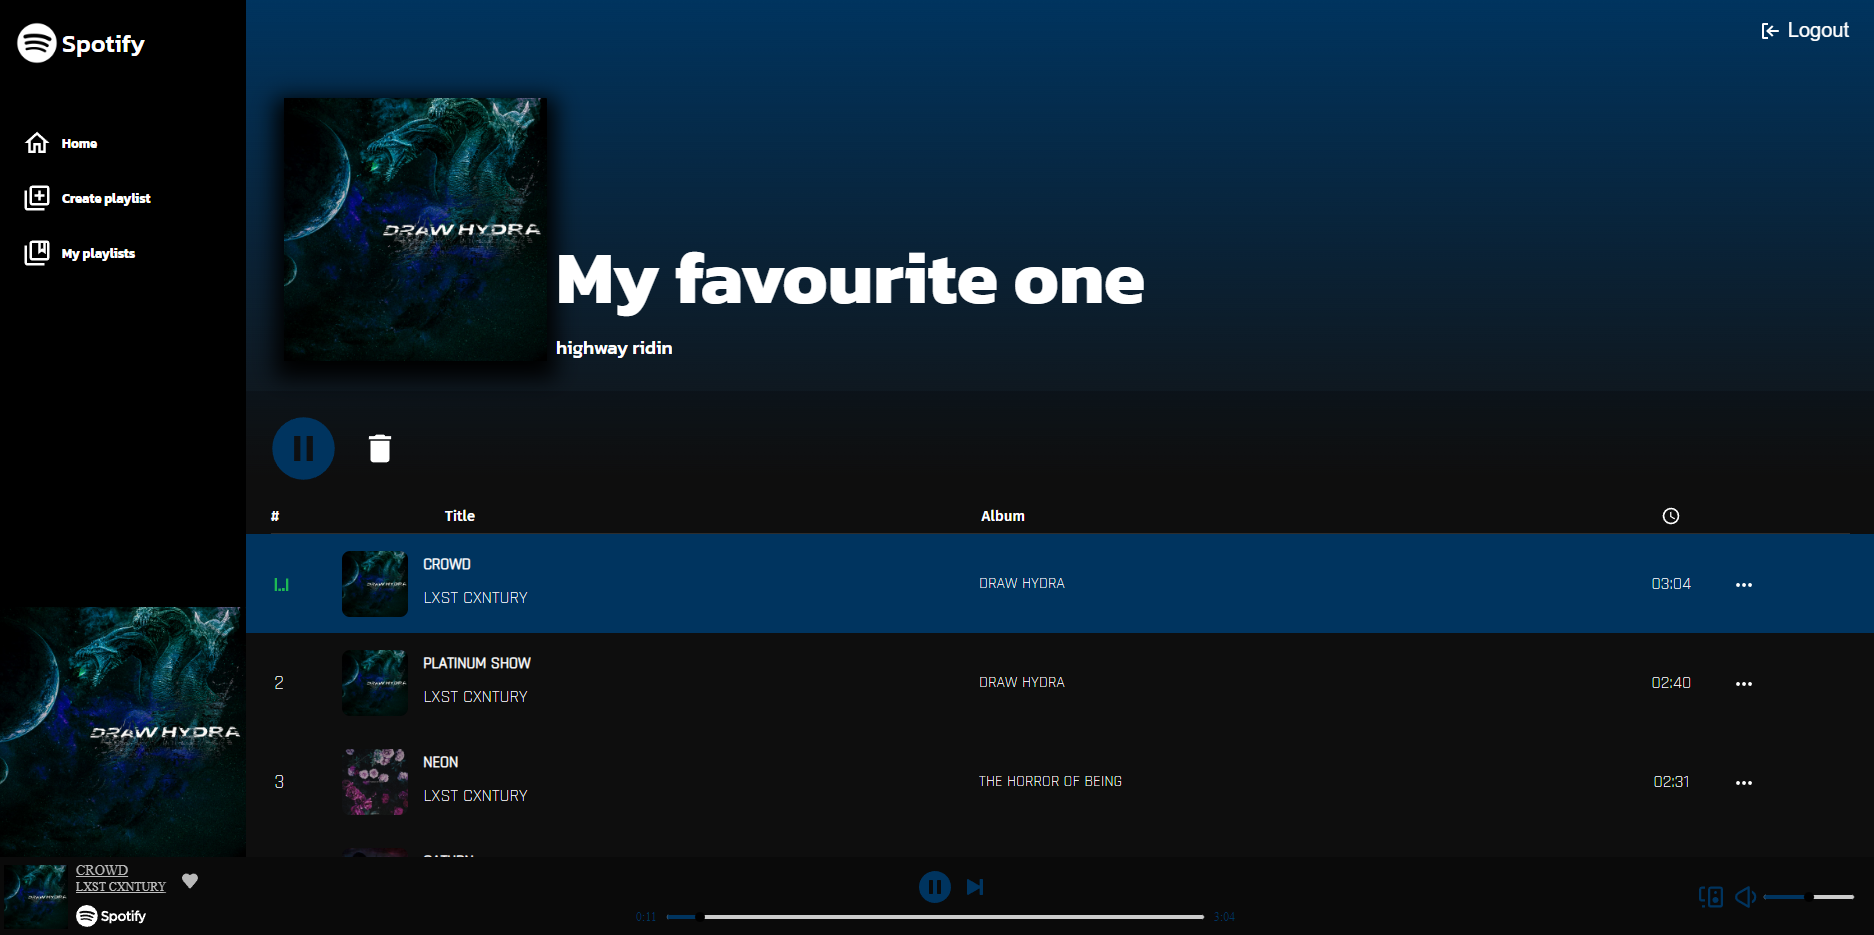 Spotify
Logout
Home
Create playlist
My playlists
DRAW HYDRA
My favourite one
highway ridin
# Title Album
CROWD
LXST CXNTURY
DRAW HYDRA
03:04
2
PLATINUM SHOW
LXST CXNTURY
DRAW HYDRA
02:40
3
NEON
LXST CXNTURY
THE HORROR OF BEING
02:31
DRAW HYDRA
CROWD
LXST CXNTURY
Spotify
0:11
3:04